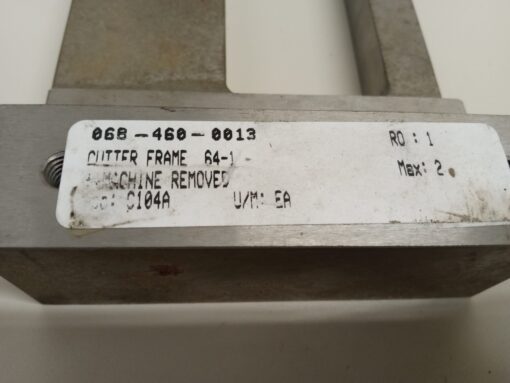 068-460-0013 RO: 1
CUTTER FRAME 64-1 Max: 2
MACHINE REMOVED
C104A U/M: EA